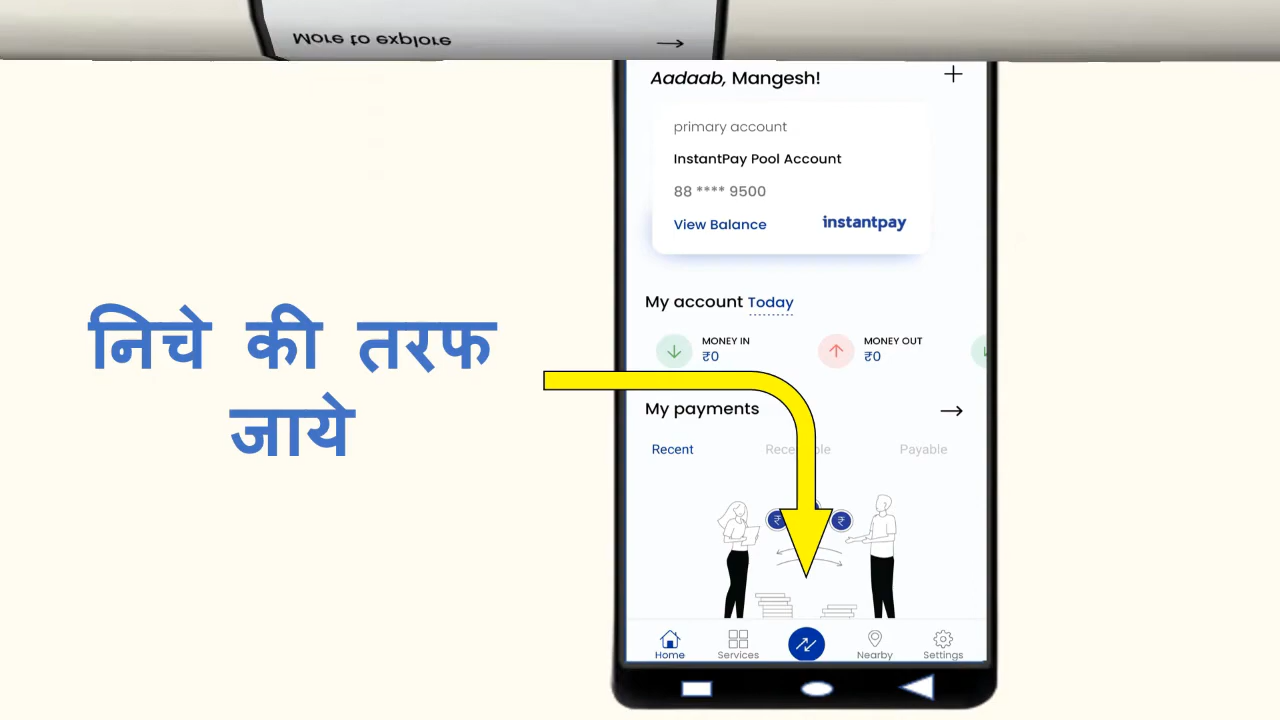 More to explore
Aadaab, Mangesh!
primary account
InstantPay Pool Account
88 **** 9500
View Balance
instantpay
My account Today
MONEY IN
₹0
MONEY OUT
₹0
निचे की तरफ
जाये
My payments
Recent
Payable
₹ ₹
Home
Services
Nearby
Settings